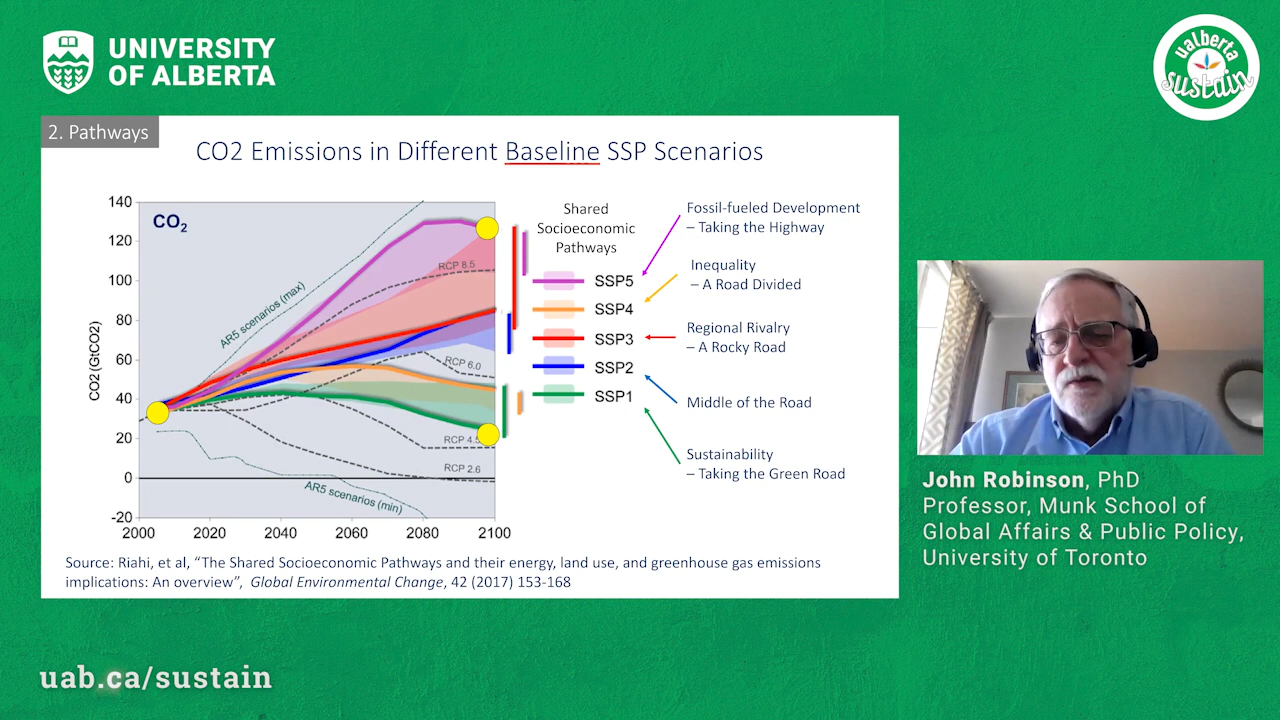 UNIVERSITY
OF ALBERTA
ualberta
sustain
2. Pathways
CO2 Emissions in Different Baseline SSP Scenarios
CO₂
140
120
100
80
60
40
20
0
-20
CO2 (GtCO2)
2000
2020
2040
2060
2080
2100
AR5 scenarios (max)
RCP 8.5
RCP 6.0
RCP 4.5
RCP 2.6
AR5 scenarios (min)
Shared
Socioeconomic
Pathways
SSP5
SSP4
SSP3
SSP2
SSP1
Fossil-fueled Development
– Taking the Highway
Inequality
– A Road Divided
Regional Rivalry
– A Rocky Road
Middle of the Road
Sustainability
– Taking the Green Road
Source: Riahi, et al, “The Shared Socioeconomic Pathways and their energy, land use, and greenhouse gas emissions
implications: An overview”, Global Environmental Change, 42 (2017) 153-168
John Robinson, PhD
Professor, Munk School of
Global Affairs & Public Policy,
University of Toronto
uab.ca/sustain